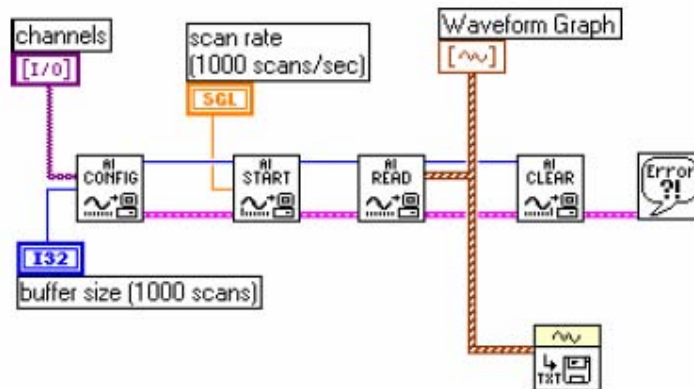 channels
[I/O]
scan rate
(1000 scans/sec)
SGL
Waveform Graph
AI
CONFIG
AI
START
AI
READ
AI
CLEAR
Error
?!
I32
buffer size (1000 scans)
TXT